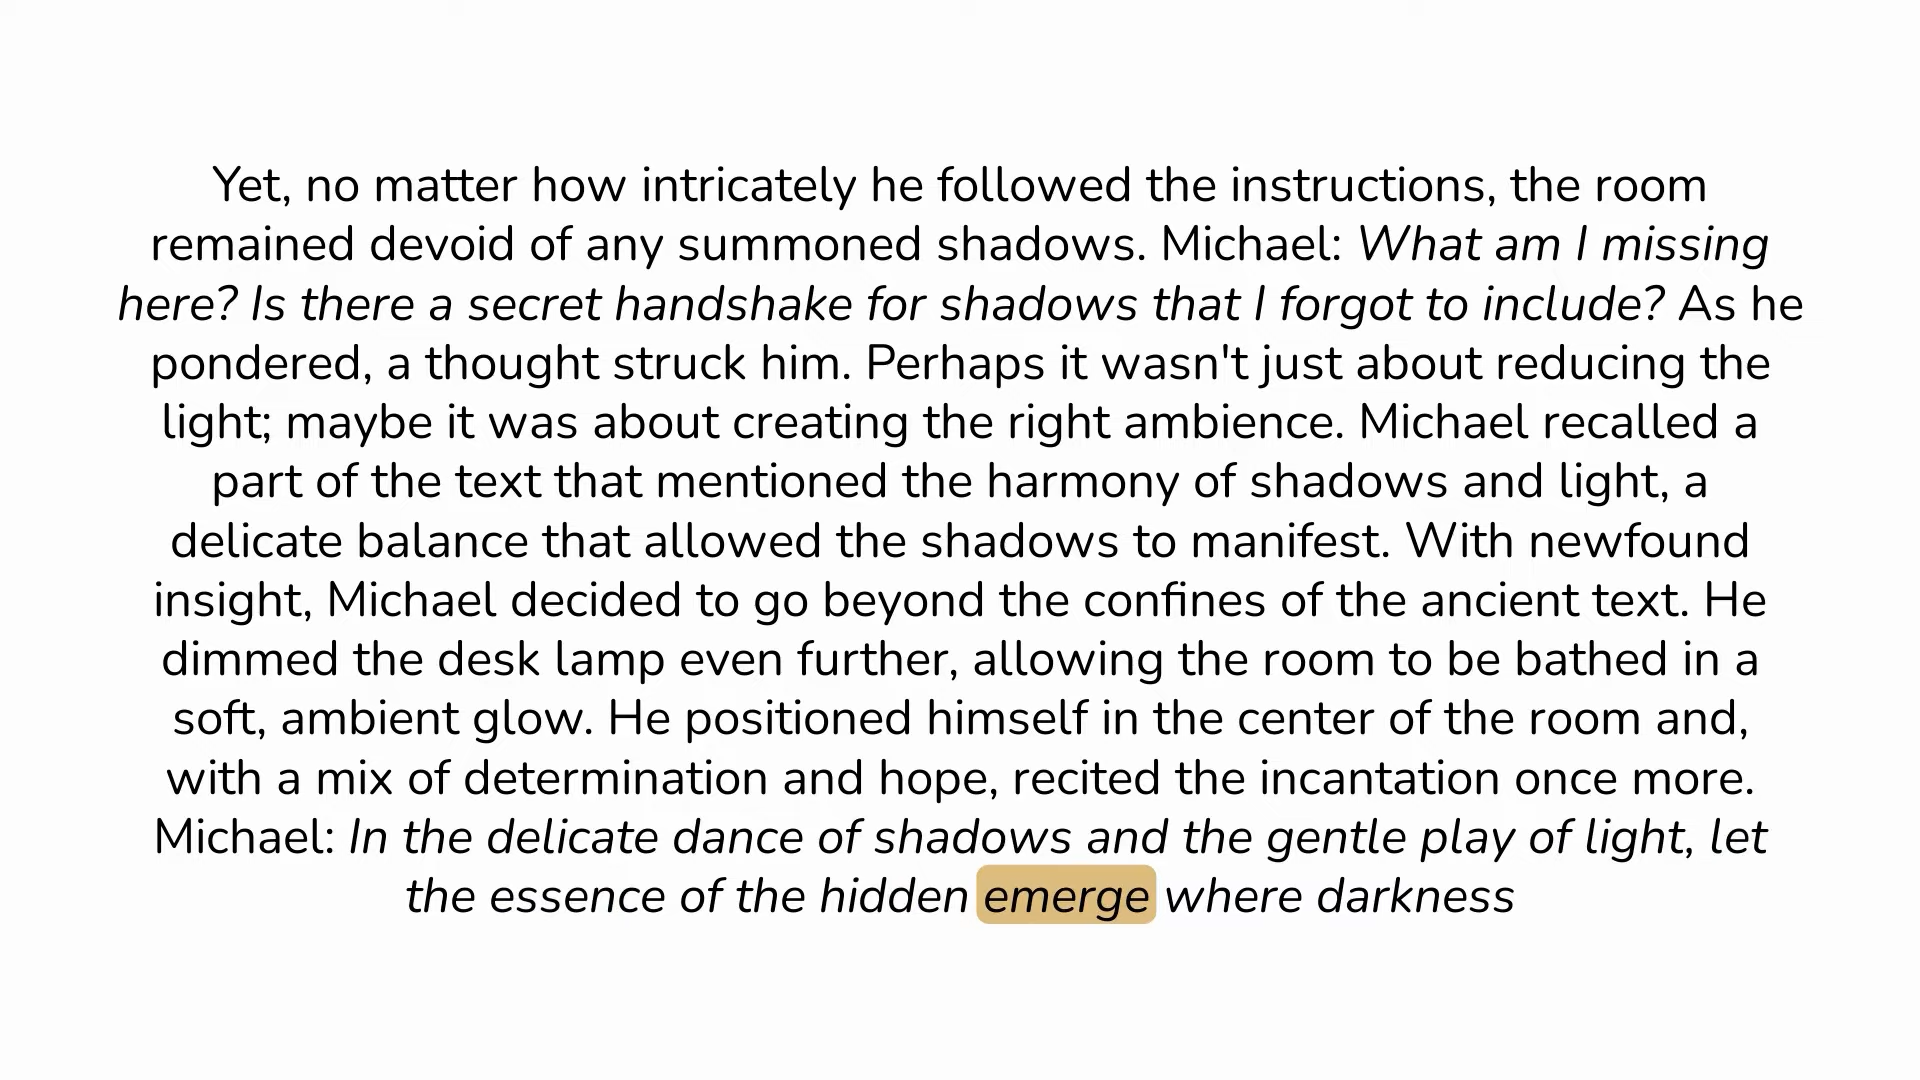 Yet, no matter how intricately he followed the instructions, the room
remained devoid of any summoned shadows. Michael: What am I missing
here? Is there a secret handshake for shadows that I forgot to include? As he
pondered, a thought struck him. Perhaps it wasn't just about reducing the
light; maybe it was about creating the right ambience. Michael recalled a
part of the text that mentioned the harmony of shadows and light, a
delicate balance that allowed the shadows to manifest. With newfound
insight, Michael decided to go beyond the confines of the ancient text. He
dimmed the desk lamp even further, allowing the room to be bathed in a
soft, ambient glow. He positioned himself in the center of the room and,
with a mix of determination and hope, recited the incantation once more.
Michael: In the delicate dance of shadows and the gentle play of light, let
the essence of the hidden emerge where darkness